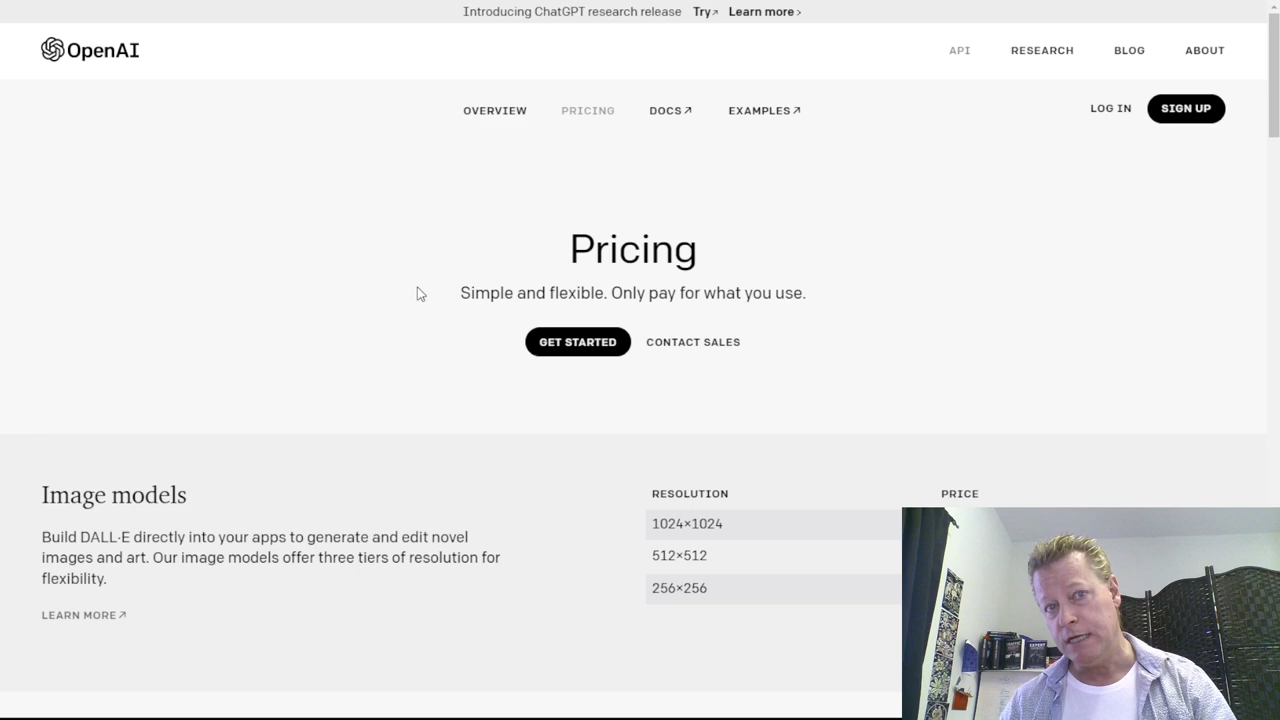 Introducing ChatGPT research release Try↗ Learn more ›
OpenAI
API RESEARCH BLOG ABOUT
OVERVIEW PRICING DOCS↗ EXAMPLES↗
LOG IN SIGN UP
Pricing
Simple and flexible. Only pay for what you use.
GET STARTED CONTACT SALES
Image models
Build DALL·E directly into your apps to generate and edit novel
images and art. Our image models offer three tiers of resolution for
flexibility.
LEARN MORE↗
RESOLUTION PRICE
1024×1024
512×512
256×256